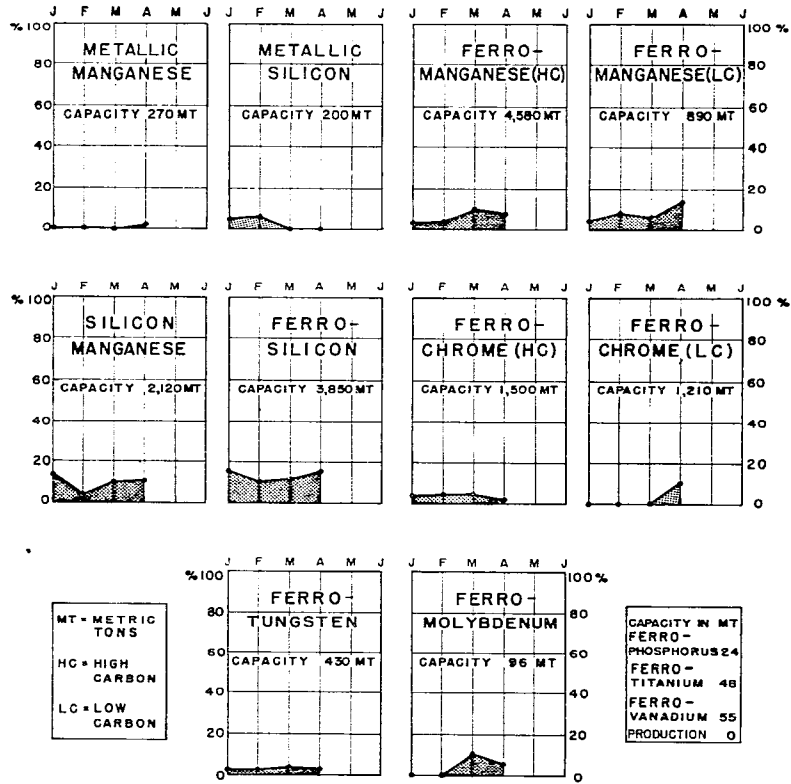 J F M A M J
J F M A M J
J F M A M J
J F M A M J
% 100
80
60
40
20
0
METALLIC
MANGANESE
CAPACITY 270 MT
METALLIC
SILICON
CAPACITY 200 MT
FERRO-
MANGANESE (HC)
CAPACITY 4,580 MT
FERRO-
MANGANESE (LC)
CAPACITY 890 MT
100 %
80
60
40
20
0
J F M A M J
J F M A M J
J F M A M J
J F M A M J
% 100
80
60
40
20
0
SILICON
MANGANESE
CAPACITY 2,120 MT
FERRO-
SILICON
CAPACITY 3,850 MT
FERRO-
CHROME (HC)
CAPACITY 1,500 MT
FERRO-
CHROME (LC)
CAPACITY 1,210 MT
100 %
80
60
40
20
0
MT = METRIC
TONS
HC = HIGH
CARBON
LC = LOW
CARBON
J F M A M J
J F M A M J
% 100
80
60
40
20
0
FERRO-
TUNGSTEN
CAPACITY 430 MT
FERRO-
MOLYBDENUM
CAPACITY 96 MT
100 %
80
60
40
20
0
CAPACITY IN MT
FERRO-
PHOSPHORUS 24
FERRO-
TITANIUM 48
FERRO-
VANADIUM 55
PRODUCTION 0